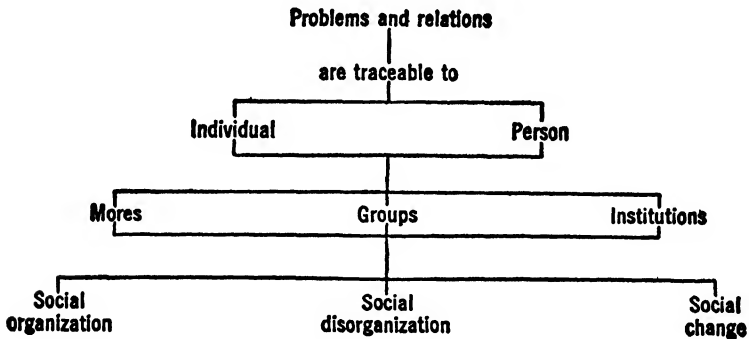 Problems and relations
are traceable to
Individual Person
Mores Groups Institutions
Social Social Social
organization disorganization change